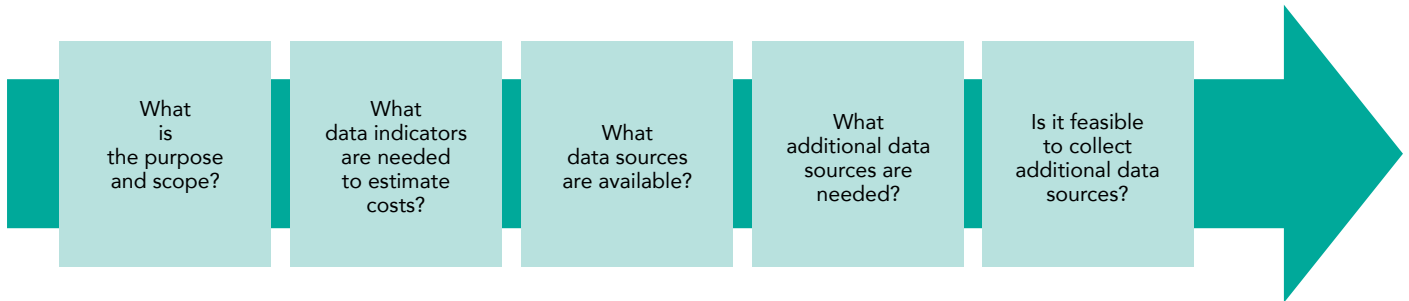 What
is
the purpose
and scope?
What
data indicators
are needed
to estimate
costs?
What
data sources
are available?
What
additional data
sources are
needed?
Is it feasible
to collect
additional data
sources?